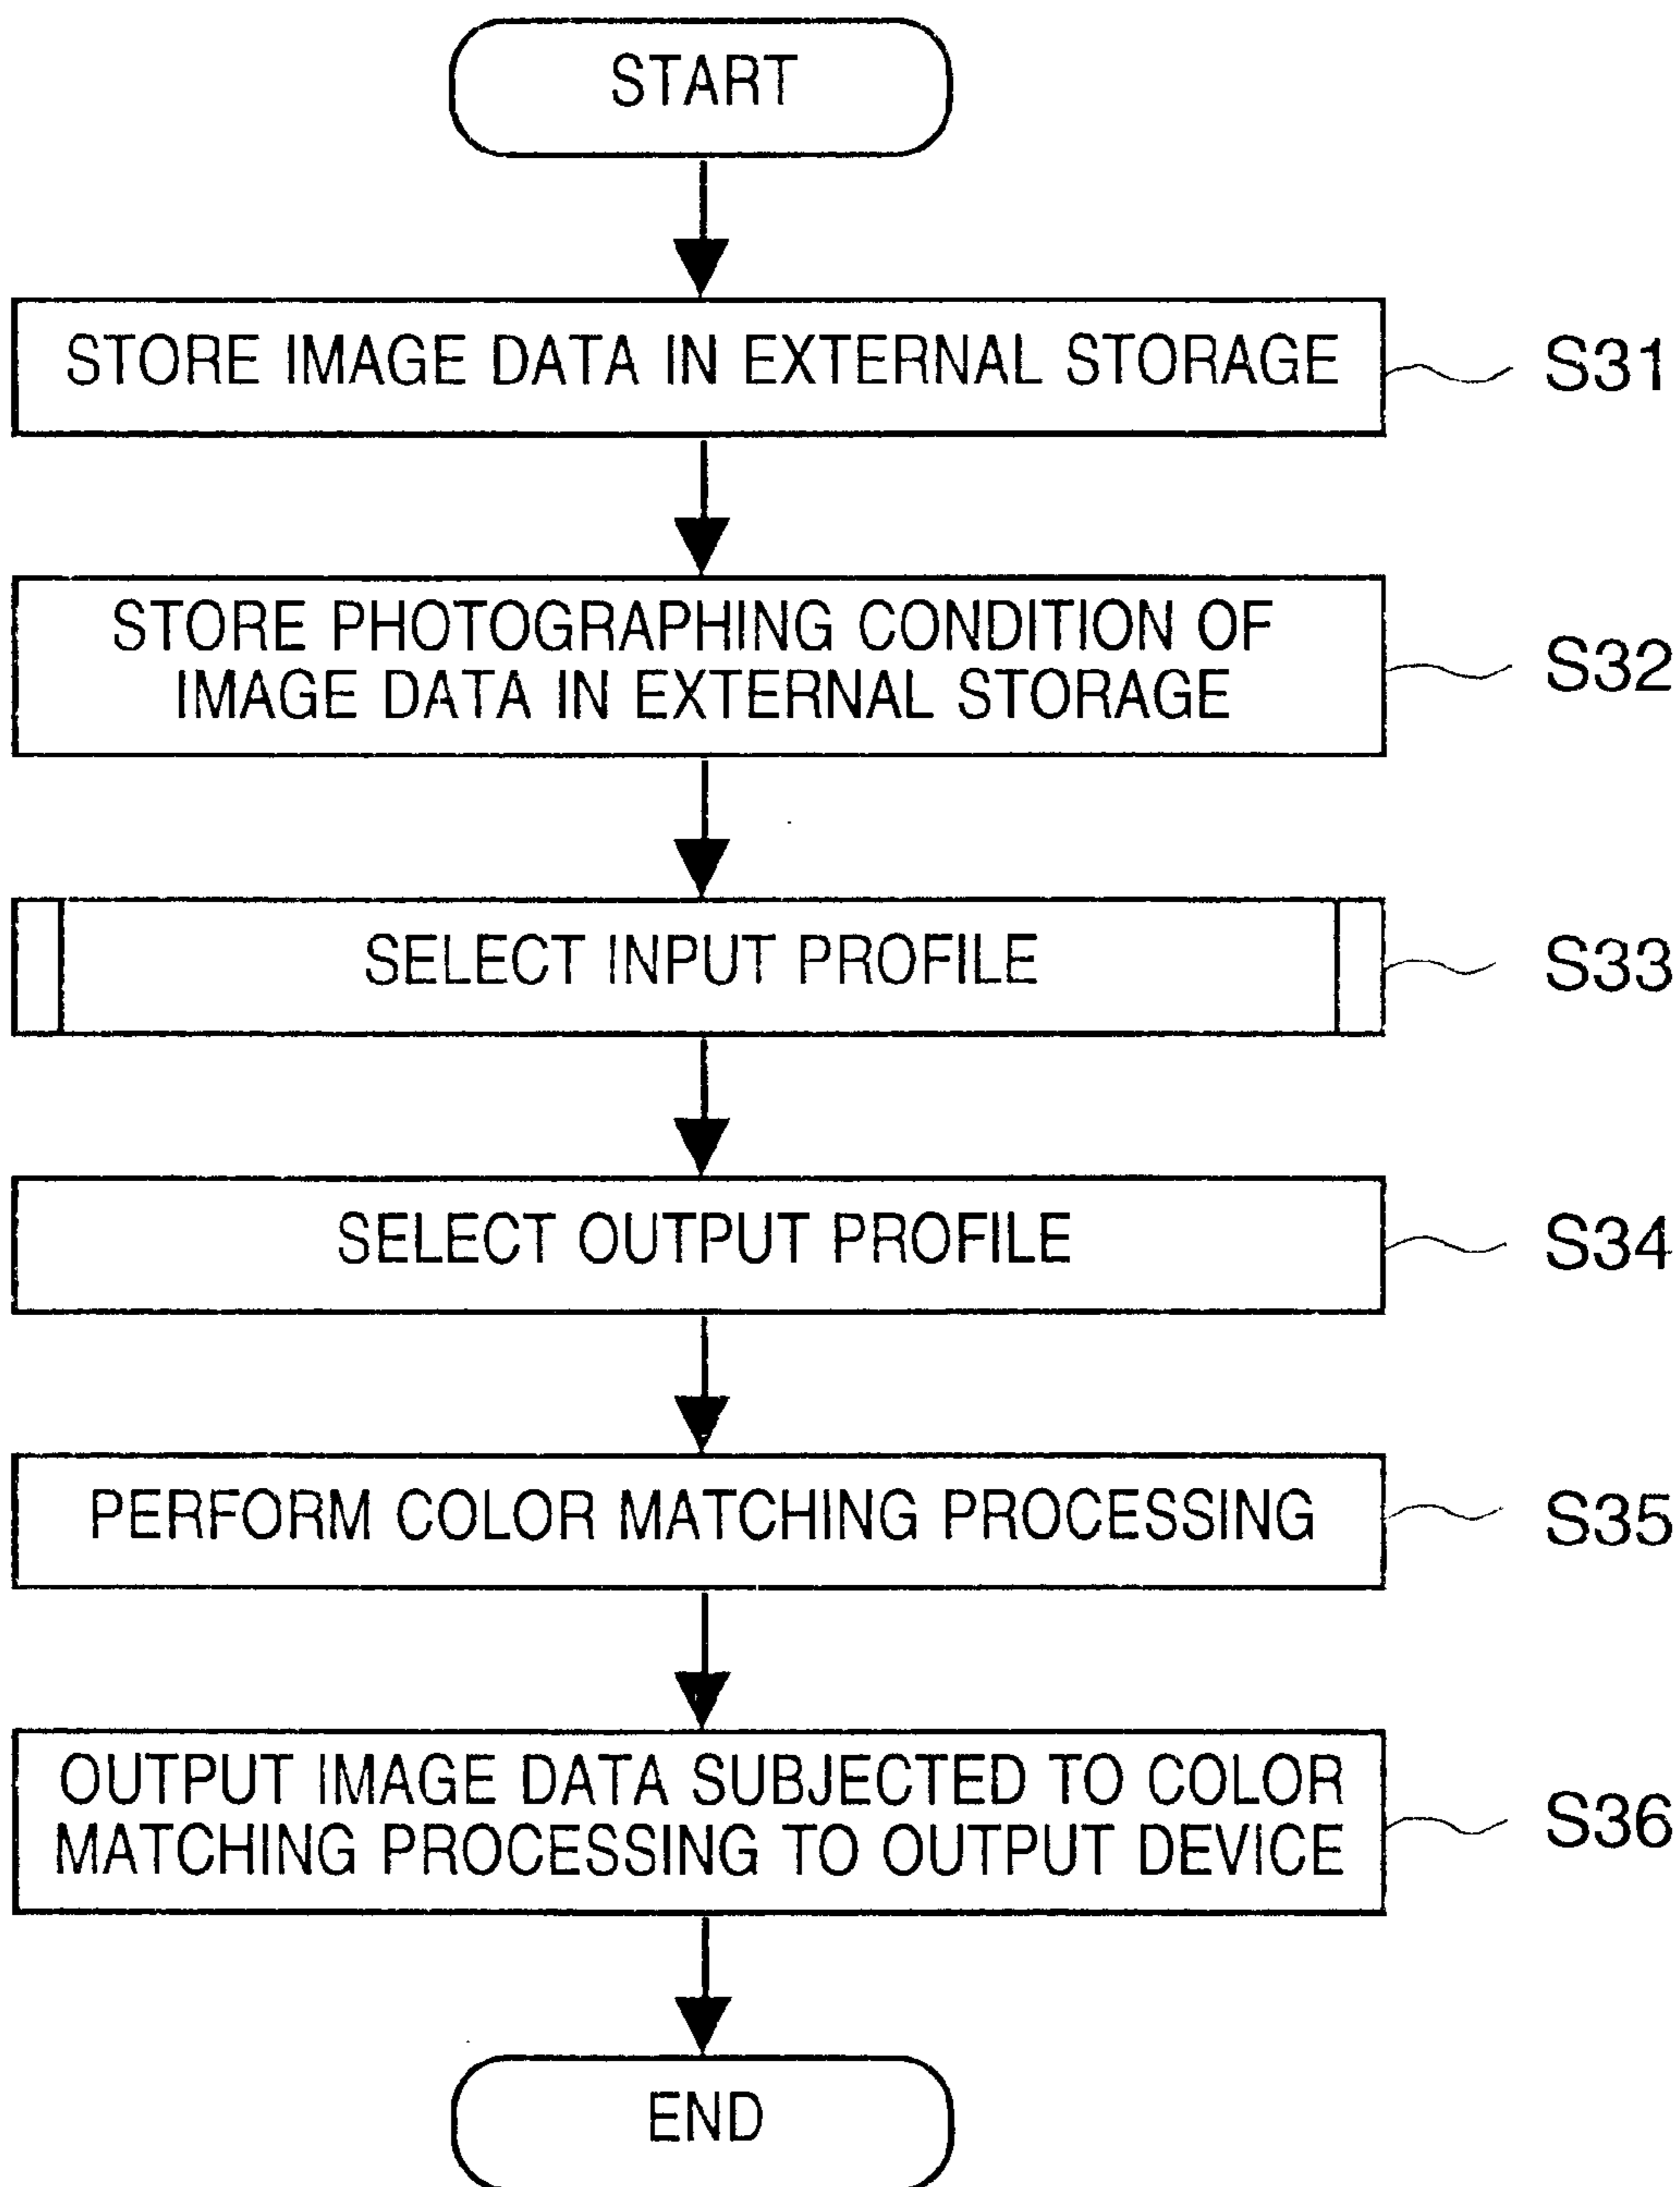 START
STORE IMAGE DATA IN EXTERNAL STORAGE
S31
STORE PHOTOGRAPHING CONDITION OF
IMAGE DATA IN EXTERNAL STORAGE
S32
SELECT INPUT PROFILE
S33
SELECT OUTPUT PROFILE
S34
PERFORM COLOR MATCHING PROCESSING
S35
OUTPUT IMAGE DATA SUBJECTED TO COLOR
MATCHING PROCESSING TO OUTPUT DEVICE
S36
END